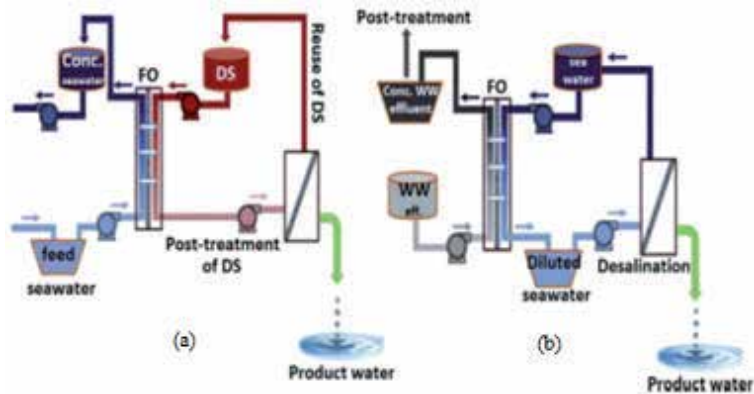 Conc.
seawater
FO
DS
Reuse of DS
feed
seawater
Post-treatment
of DS
(a)
Product water
Post-treatment
Conc. WW
effluent
FO
sea
water
WW
eff.
Diluted
seawater
Desalination
(b)
Product water